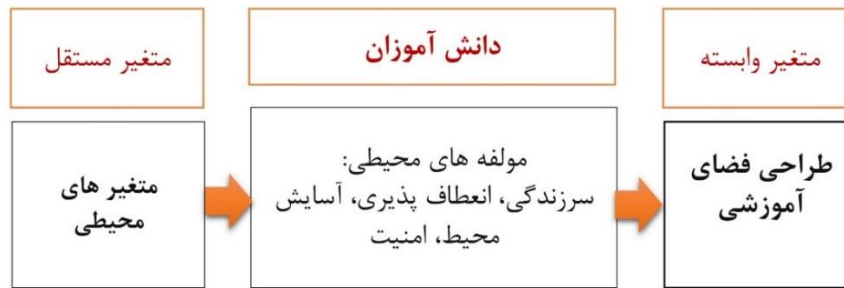 متغیر مستقل
دانش آموزان
متغیر وابسته
متغیر های
محیطی
مولفه های محیطی:
سرزندگی، انعطاف پذیری، آسایش
محیط، امنیت
طراحی فضای
آموزشی